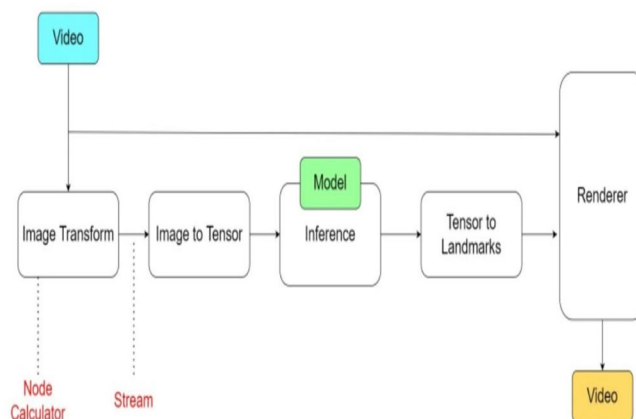 Video
Model
Image Transform
Image to Tensor
Inference
Tensor to
Landmarks
Renderer
Node
Calculator
Stream
Video